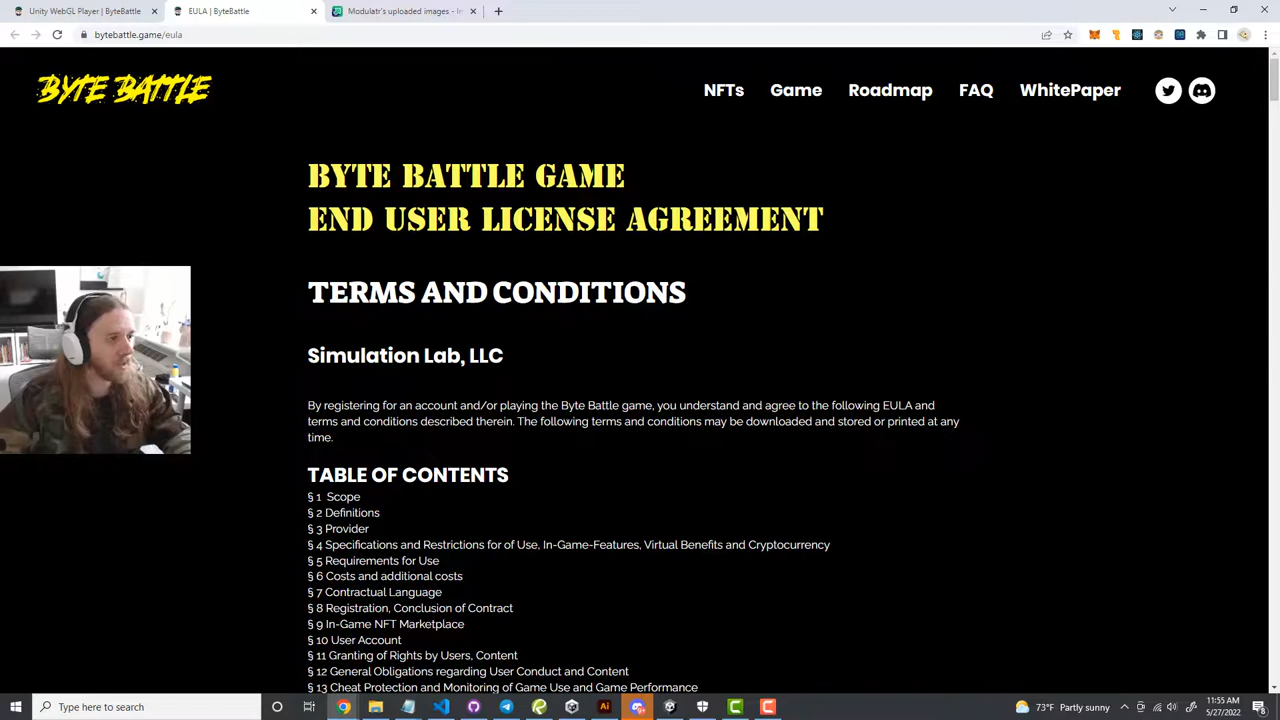 Unity WebGL Player | ByteBattle
EULA | ByteBattle
Modulatr's uploaded images - Im
bytebattle.game/eula
BYTE BATTLE
NFTs
Game
Roadmap
FAQ
WhitePaper
BYTE BATTLE GAME
END USER LICENSE AGREEMENT
TERMS AND CONDITIONS
Simulation Lab, LLC
By registering for an account and/or playing the Byte Battle game, you understand and agree to the following EULA and
terms and conditions described therein. The following terms and conditions may be downloaded and stored or printed at any
time.
TABLE OF CONTENTS
§ 1 Scope
§ 2 Definitions
§ 3 Provider
§ 4 Specifications and Restrictions for of Use, In-Game-Features, Virtual Benefits and Cryptocurrency
§ 5 Requirements for Use
§ 6 Costs and additional costs
§ 7 Contractual Language
§ 8 Registration, Conclusion of Contract
§ 9 In-Game NFT Marketplace
§ 10 User Account
§ 11 Granting of Rights by Users, Content
§ 12 General Obligations regarding User Conduct and Content
§ 13 Cheat Protection and Monitoring of Game Use and Game Performance
Type here to search
Ai
73°F Partly sunny
11:55 AM
5/27/2022